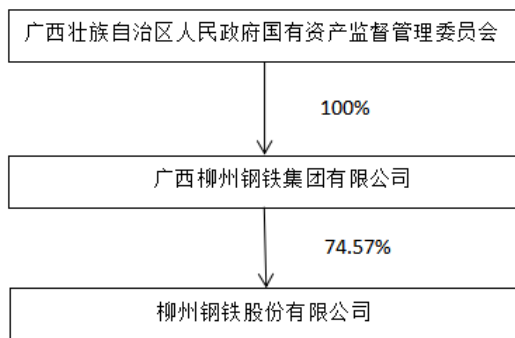 广西壮族自治区人民政府国有资产监督管理委员会
100%
广西柳州钢铁集团有限公司
74.57%
柳州钢铁股份有限公司